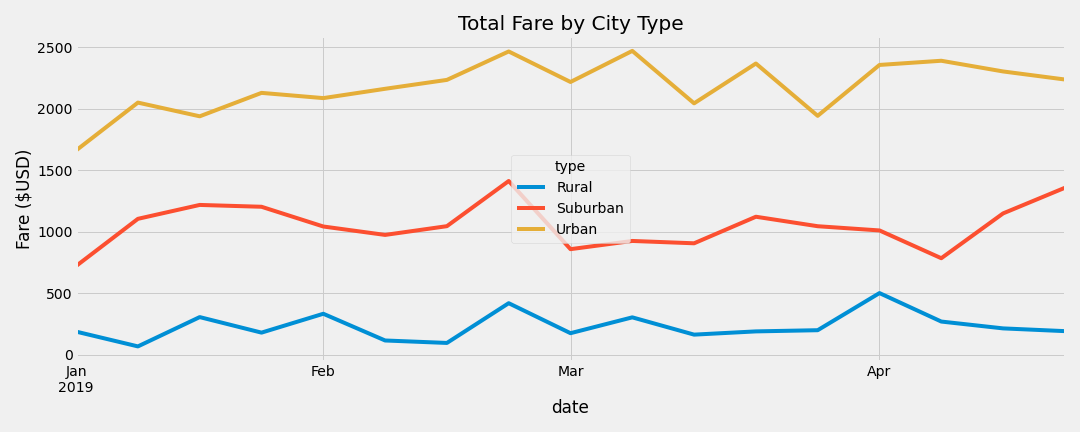 Total Fare by City Type
Fare ($USD)
2500
2000
1500
1000
500
0
type
Rural
Suburban
Urban
Jan
2019
Feb
Mar
Apr
date